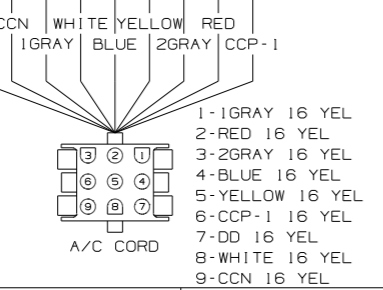 CCN WHITE YELLOW RED
1GRAY BLUE 2GRAY CCP-1
1-1GRAY 16 YEL
2-RED 16 YEL
3 2 1
3-2GRAY 16 YEL
4-BLUE 16 YEL
6 5 4
5-YELLOW 16 YEL
6-CCP-1 16 YEL
9 8 7
7-DD 16 YEL
A/C CORD
8-WHITE 16 YEL
9-CCN 16 YEL